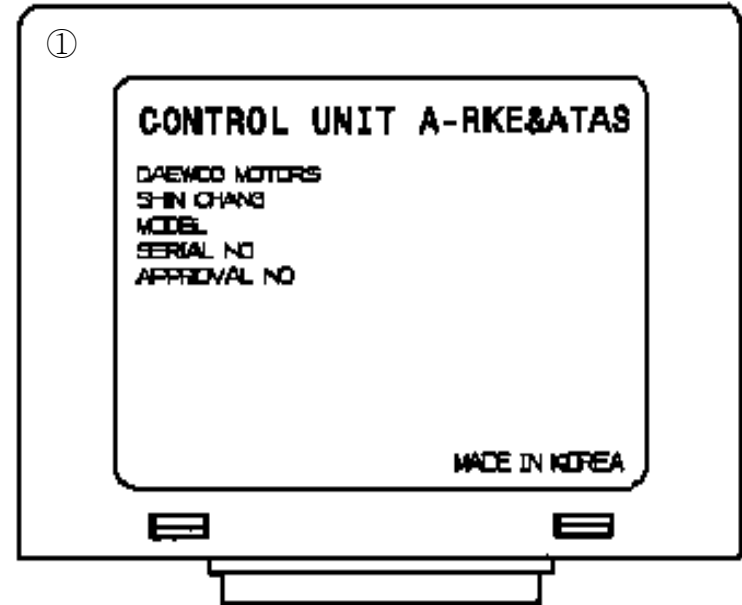 ①
CONTROL UNIT A-RKE&ATAS
DAEWOO MOTORS
SHIN CHANG
MODEL
SERIAL NO
APPROVAL NO
MADE IN KOREA